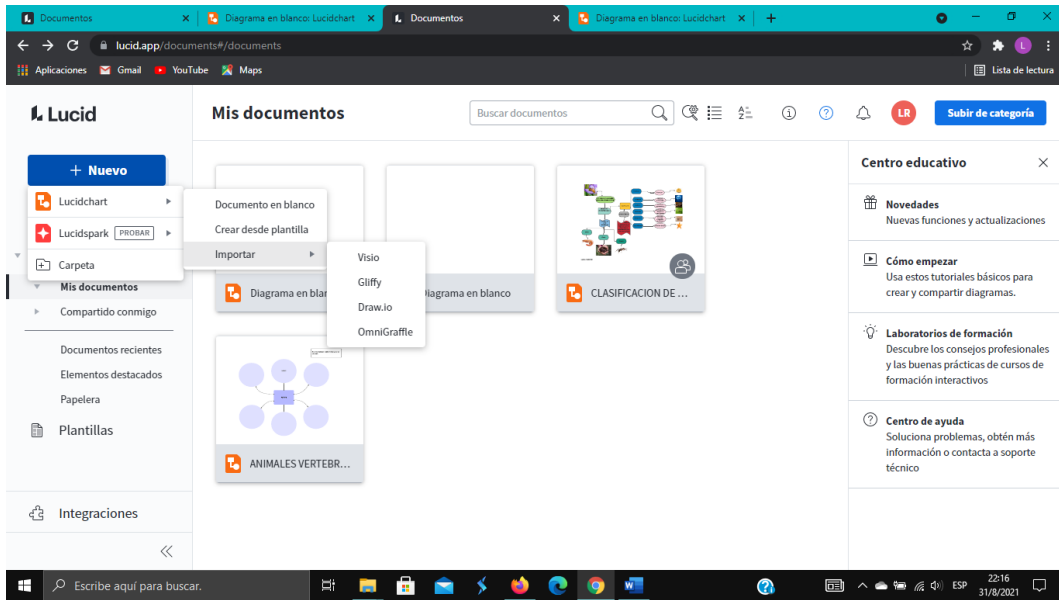 Documentos
Diagrama en blanco: Lucidchart
Documentos
Diagrama en blanco: Lucidchart
lucid.app/documents#/documents
L
Aplicaciones
Gmail
YouTube
Maps
Lista de lectura
Lucid
Mis documentos
Buscar documentos
LR
Subir de categoría
+ Nuevo
Lucidchart
Lucidspark PROBAR
Carpeta
Documento en blanco
Crear desde plantilla
Importar
Visio
Gliffy
Draw.io
OmniGraffle
Mis documentos
Compartido conmigo
Documentos recientes
Elementos destacados
Papelera
Plantillas
Integraciones
Diagrama en blan
Diagrama en blanco
CLASIFICACION DE ...
ANIMALES VERTEBR...
Centro educativo
Novedades
Nuevas funciones y actualizaciones
Cómo empezar
Usa estos tutoriales básicos para
crear y compartir diagramas.
Laboratorios de formación
Descubre los consejos profesionales
y las buenas prácticas de cursos de
formación interactivos
Centro de ayuda
Soluciona problemas, obtén más
información o contacta a soporte
técnico
Escribe aquí para buscar.
ESP
22:16
31/8/2021